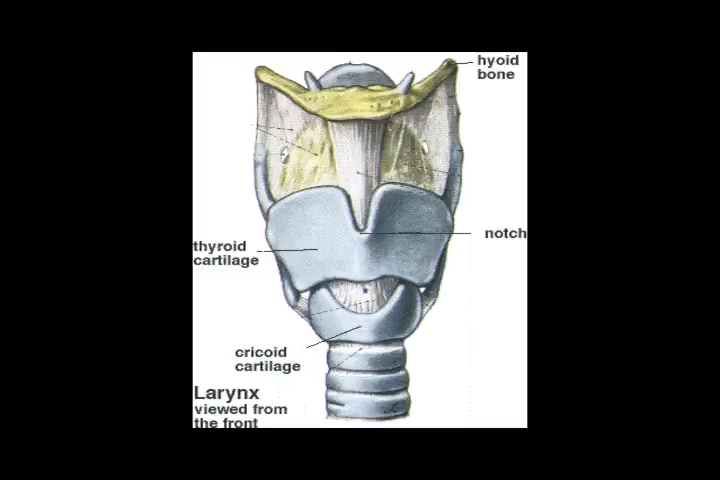 hyoid
bone
notch
thyroid
cartilage
cricoid
cartilage
Larynx
viewed from
the front